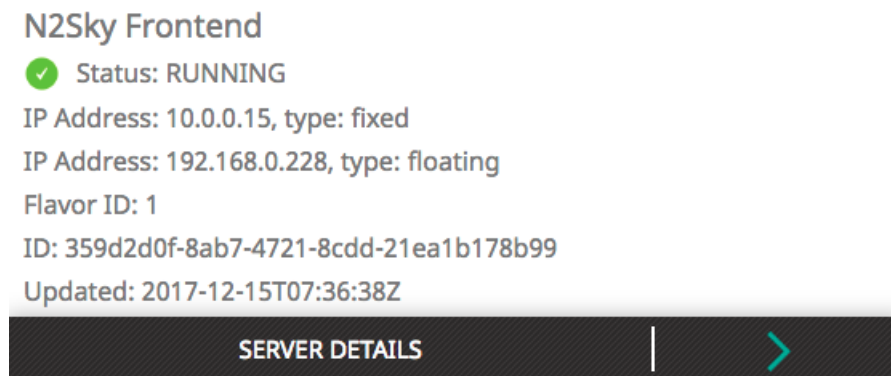 N2Sky Frontend
Status: RUNNING
IP Address: 10.0.0.15, type: fixed
IP Address: 192.168.0.228, type: floating
Flavor ID: 1
ID: 359d2d0f-8ab7-4721-8cdd-21ea1b178b99
Updated: 2017-12-15T07:36:38Z
SERVER DETAILS